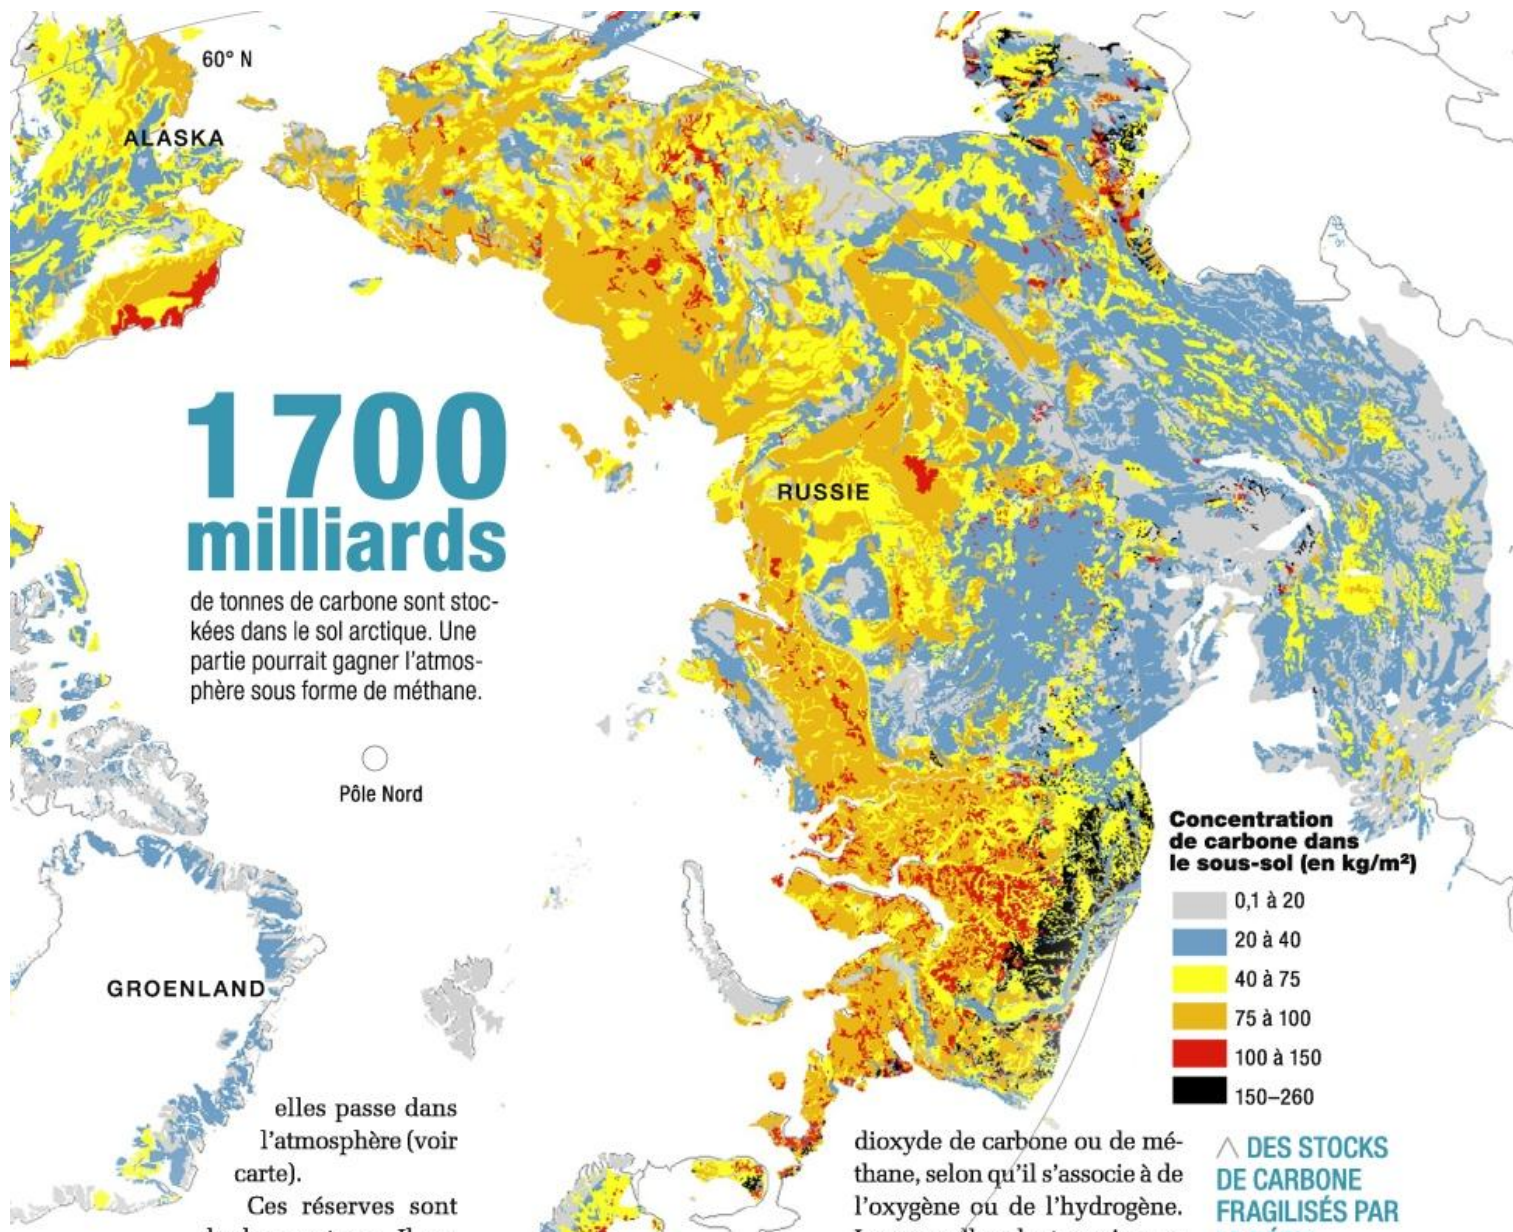 60° N
ALASKA
1 700
milliards
de tonnes de carbone sont stoc-
kées dans le sol arctique. Une
partie pourrait gagner l'atmos-
phère sous forme de méthane.
RUSSIE
Pôle Nord
GROENLAND
Concentration
de carbone dans
le sous-sol (en kg/m²)
0,1 à 20
20 à 40
40 à 75
75 à 100
100 à 150
150–260
elles passe dans
l'atmosphère (voir
carte).
Ces réserves sont
dioxyde de carbone ou de mé-
thane, selon qu'il s'associe à de
l'oxygène ou de l'hydrogène.
∧ DES STOCKS
DE CARBONE
FRAGILISÉS PAR